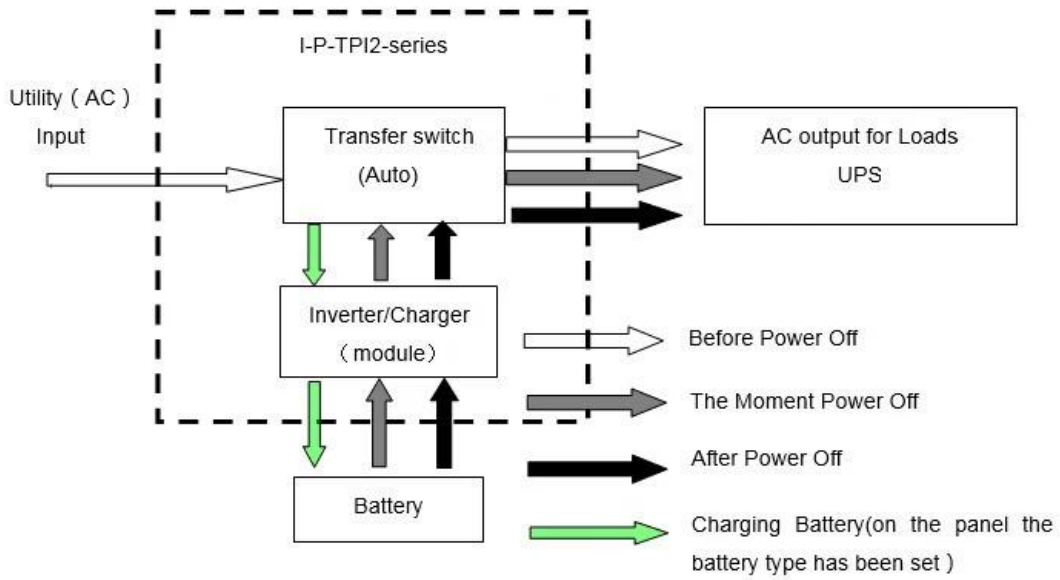 I-P-TPI2-series
Utility（AC）
Input
Transfer switch
(Auto)
AC output for Loads
UPS
Inverter/Charger
（module）
Before Power Off
The Moment Power Off
After Power Off
Battery
Charging Battery(on the panel the
battery type has been set）